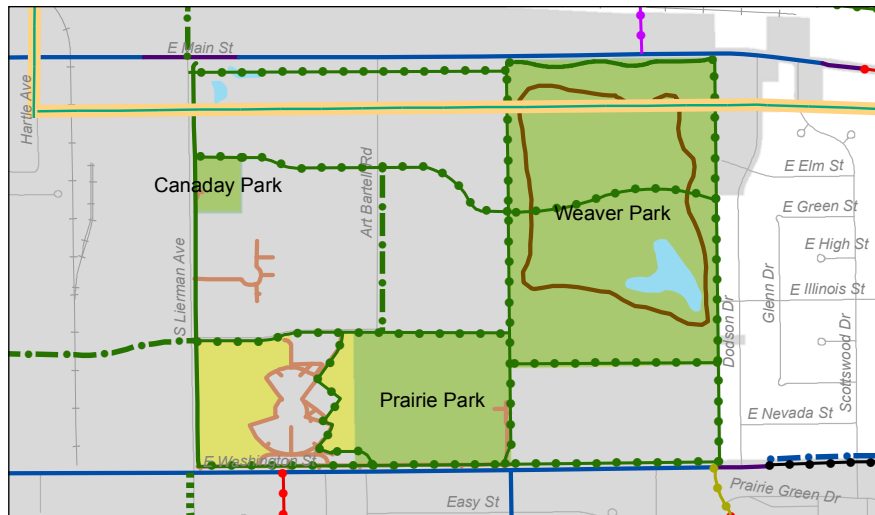 E Main St
Hartle Ave
E Elm St
Art Bartell Rd
Canaday Park
Weaver Park
E Green St
S Lierman Ave
E High St
E Illinois St
Glenn Dr
Dodson Dr
Scottswood Dr
Prairie Park
E Nevada St
E Washington St
Prairie Green Dr
Easy St